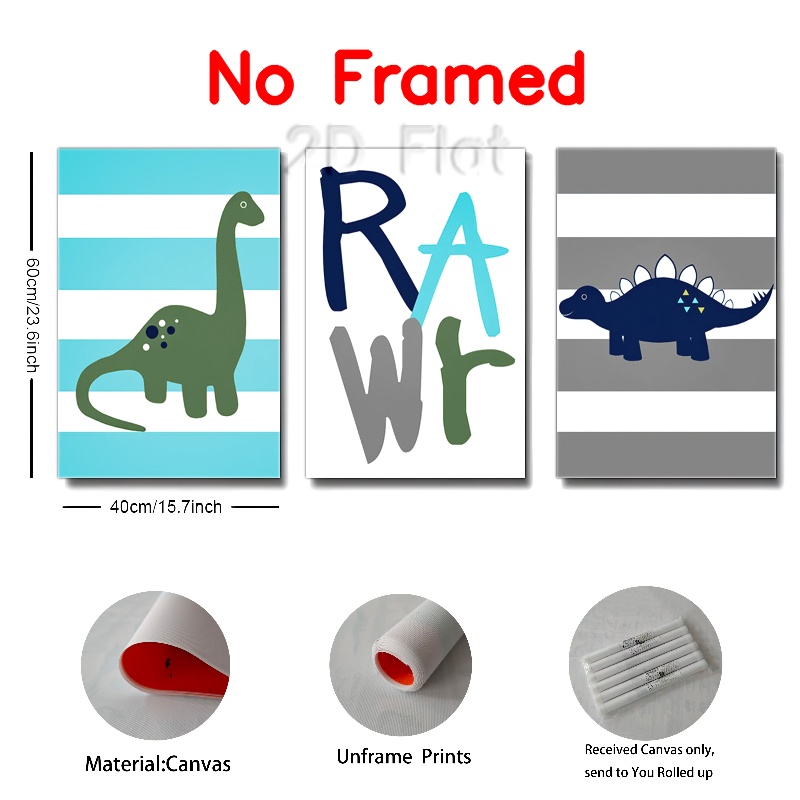 No Framed
2D Flat
60cm/23.6inch
RA
Wr
40cm/15.7inch
Material:Canvas
Unframe Prints
Received Canvas only,
send to You Rolled up